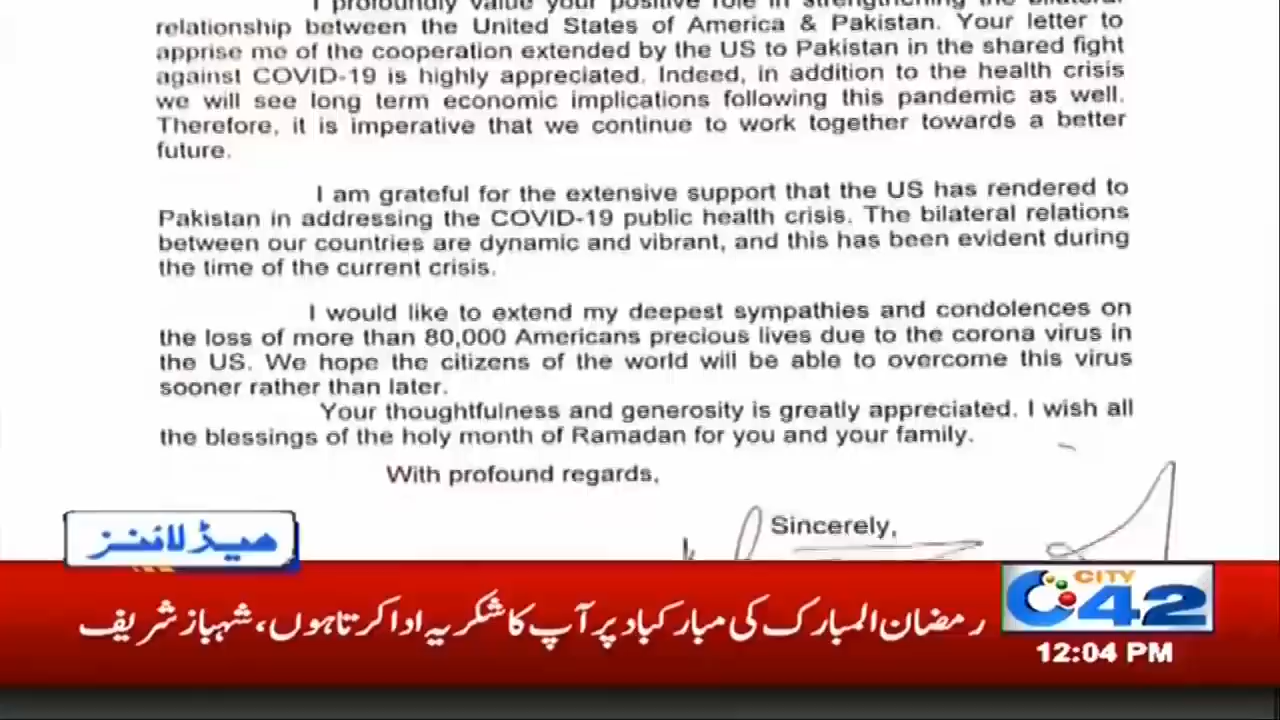 I profoundly value your positive role in strengthening the bilateral
relationship between the United States of America & Pakistan. Your letter to
apprise me of the cooperation extended by the US to Pakistan in the shared fight
against COVID-19 is highly appreciated. Indeed, in addition to the health crisis
we will see long term economic implications following this pandemic as well.
Therefore, it is imperative that we continue to work together towards a better
future.
I am grateful for the extensive support that the US has rendered to
Pakistan in addressing the COVID-19 public health crisis. The bilateral relations
between our countries are dynamic and vibrant, and this has been evident during
the time of the current crisis.
I would like to extend my deepest sympathies and condolences on
the loss of more than 80,000 Americans precious lives due to the corona virus in
the US. We hope the citizens of the world will be able to overcome this virus
sooner rather than later.
Your thoughtfulness and generosity is greatly appreciated. I wish all
the blessings of the holy month of Ramadan for you and your family.
With profound regards,
Sincerely,
ہیڈلائنز
رمضان المبارک کی مبارکباد پر آپ کا شکریہ ادا کرتا ہوں، شہباز شریف
CITY
42
12:04 PM